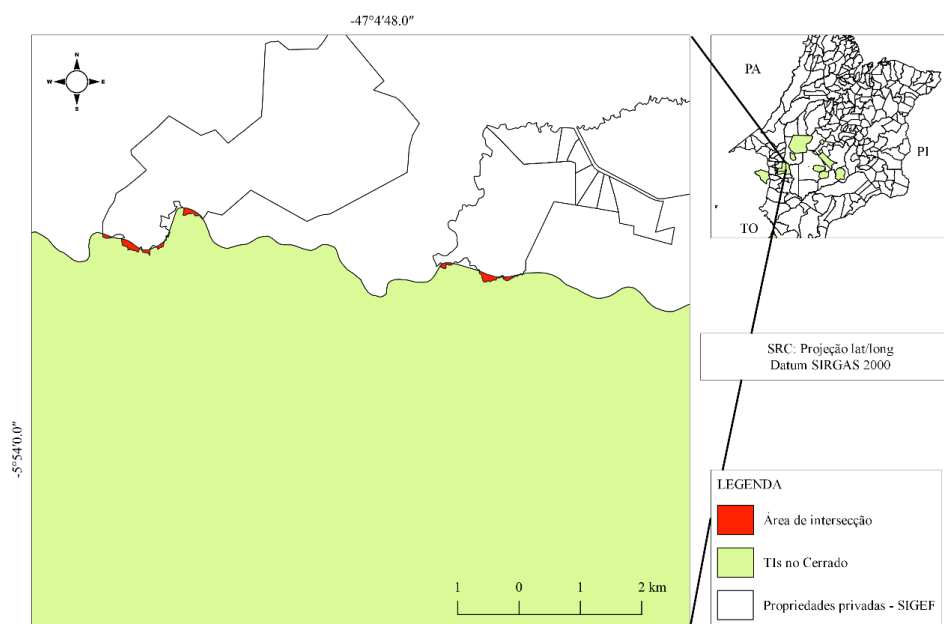 -47°4′48.0″
N
W
E
S
PA
PI
TO
-5°54′0.0″
SRC: Projeção lat/long
Datum SIRGAS 2000
LEGENDA
Área de intersecção
TIs no Cerrado
Propriedades privadas - SIGEF
1 0 1 2 km